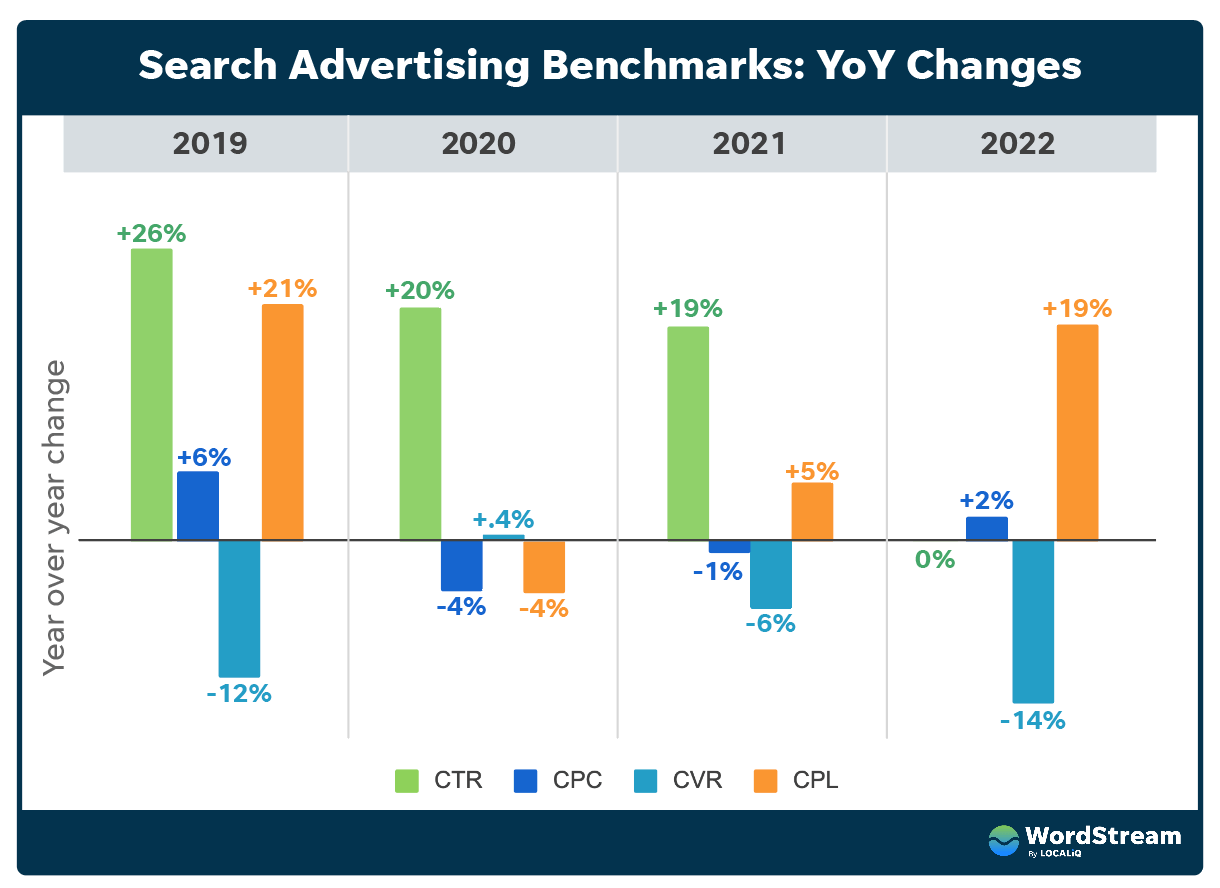 Search Advertising Benchmarks: YoY Changes
2019
2020
2021
2022
Year over year change
+26%
+6%
-12%
+21%
+20%
-4%
+.4%
-4%
+19%
-1%
-6%
+5%
0%
+2%
-14%
+19%
CTR
CPC
CVR
CPL
WordStream
By LOCALiQ